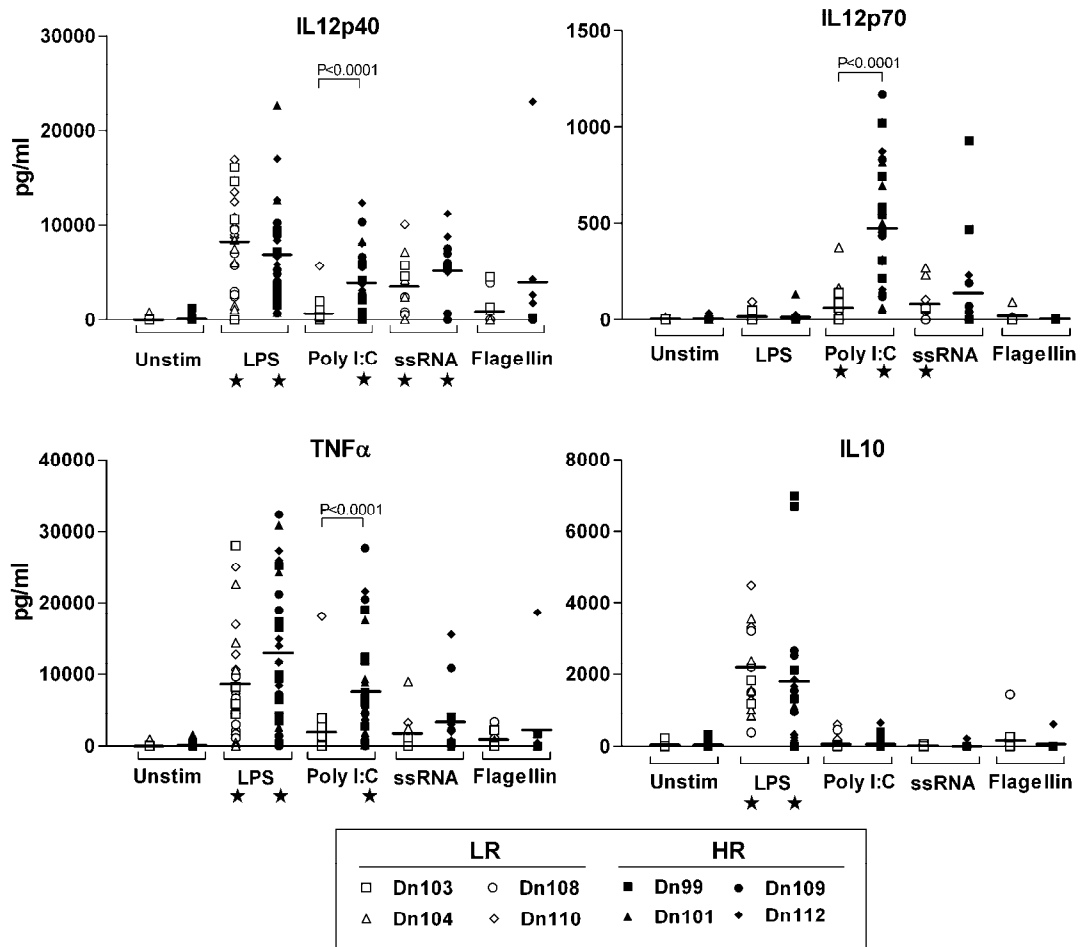 IL12p40
30000
20000
10000
0
pg/ml
P<0.0001
Unstim LPS Poly I:C ssRNA Flagellin
★ ★ ★ ★ ★
IL12p70
1500
1000
500
0
P<0.0001
Unstim LPS Poly I:C ssRNA Flagellin
★ ★ ★
TNFα
40000
30000
20000
10000
0
pg/ml
P<0.0001
Unstim LPS Poly I:C ssRNA Flagellin
★ ★ ★
IL10
8000
6000
4000
2000
0
Unstim LPS Poly I:C ssRNA Flagellin
★ ★
LR HR
□ Dn103 ○ Dn108 ■ Dn99 ● Dn109
△ Dn104 ◇ Dn110 ▲ Dn101 ◆ Dn112